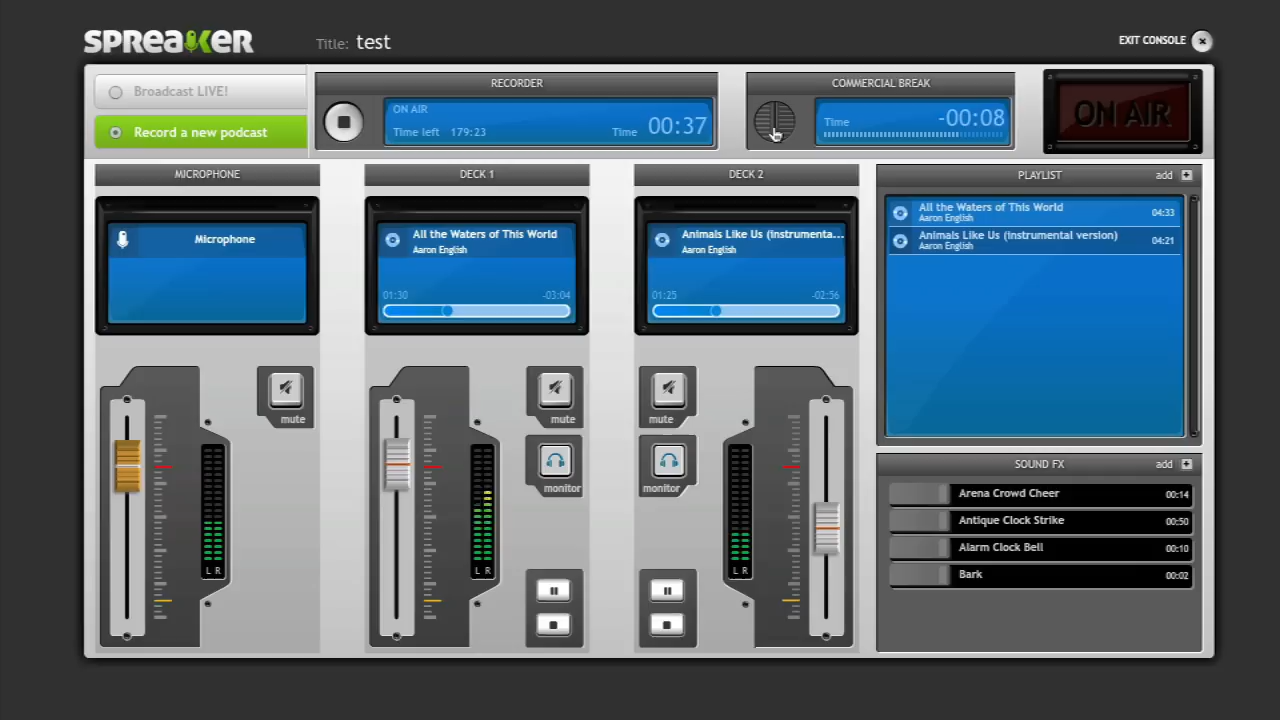 SPREAKER
Title: test
EXIT CONSOLE
Broadcast LIVE!
Record a new podcast
RECORDER
ON AIR
Time left 179:23
Time 00:37
COMMERCIAL BREAK
Time -00:08
ON AIR
MICROPHONE
Microphone
mute
L R
DECK 1
All the Waters of This World
Aaron English
01:30 -03:04
mute
monitor
L R
DECK 2
Animals Like Us (instrumenta...
Aaron English
01:25 -02:56
mute
monitor
L R
PLAYLIST add
All the Waters of This World 04:33
Aaron English
Animals Like Us (instrumental version) 04:21
Aaron English
SOUND FX add
Arena Crowd Cheer 00:14
Antique Clock Strike 00:50
Alarm Clock Bell 00:10
Bark 00:02